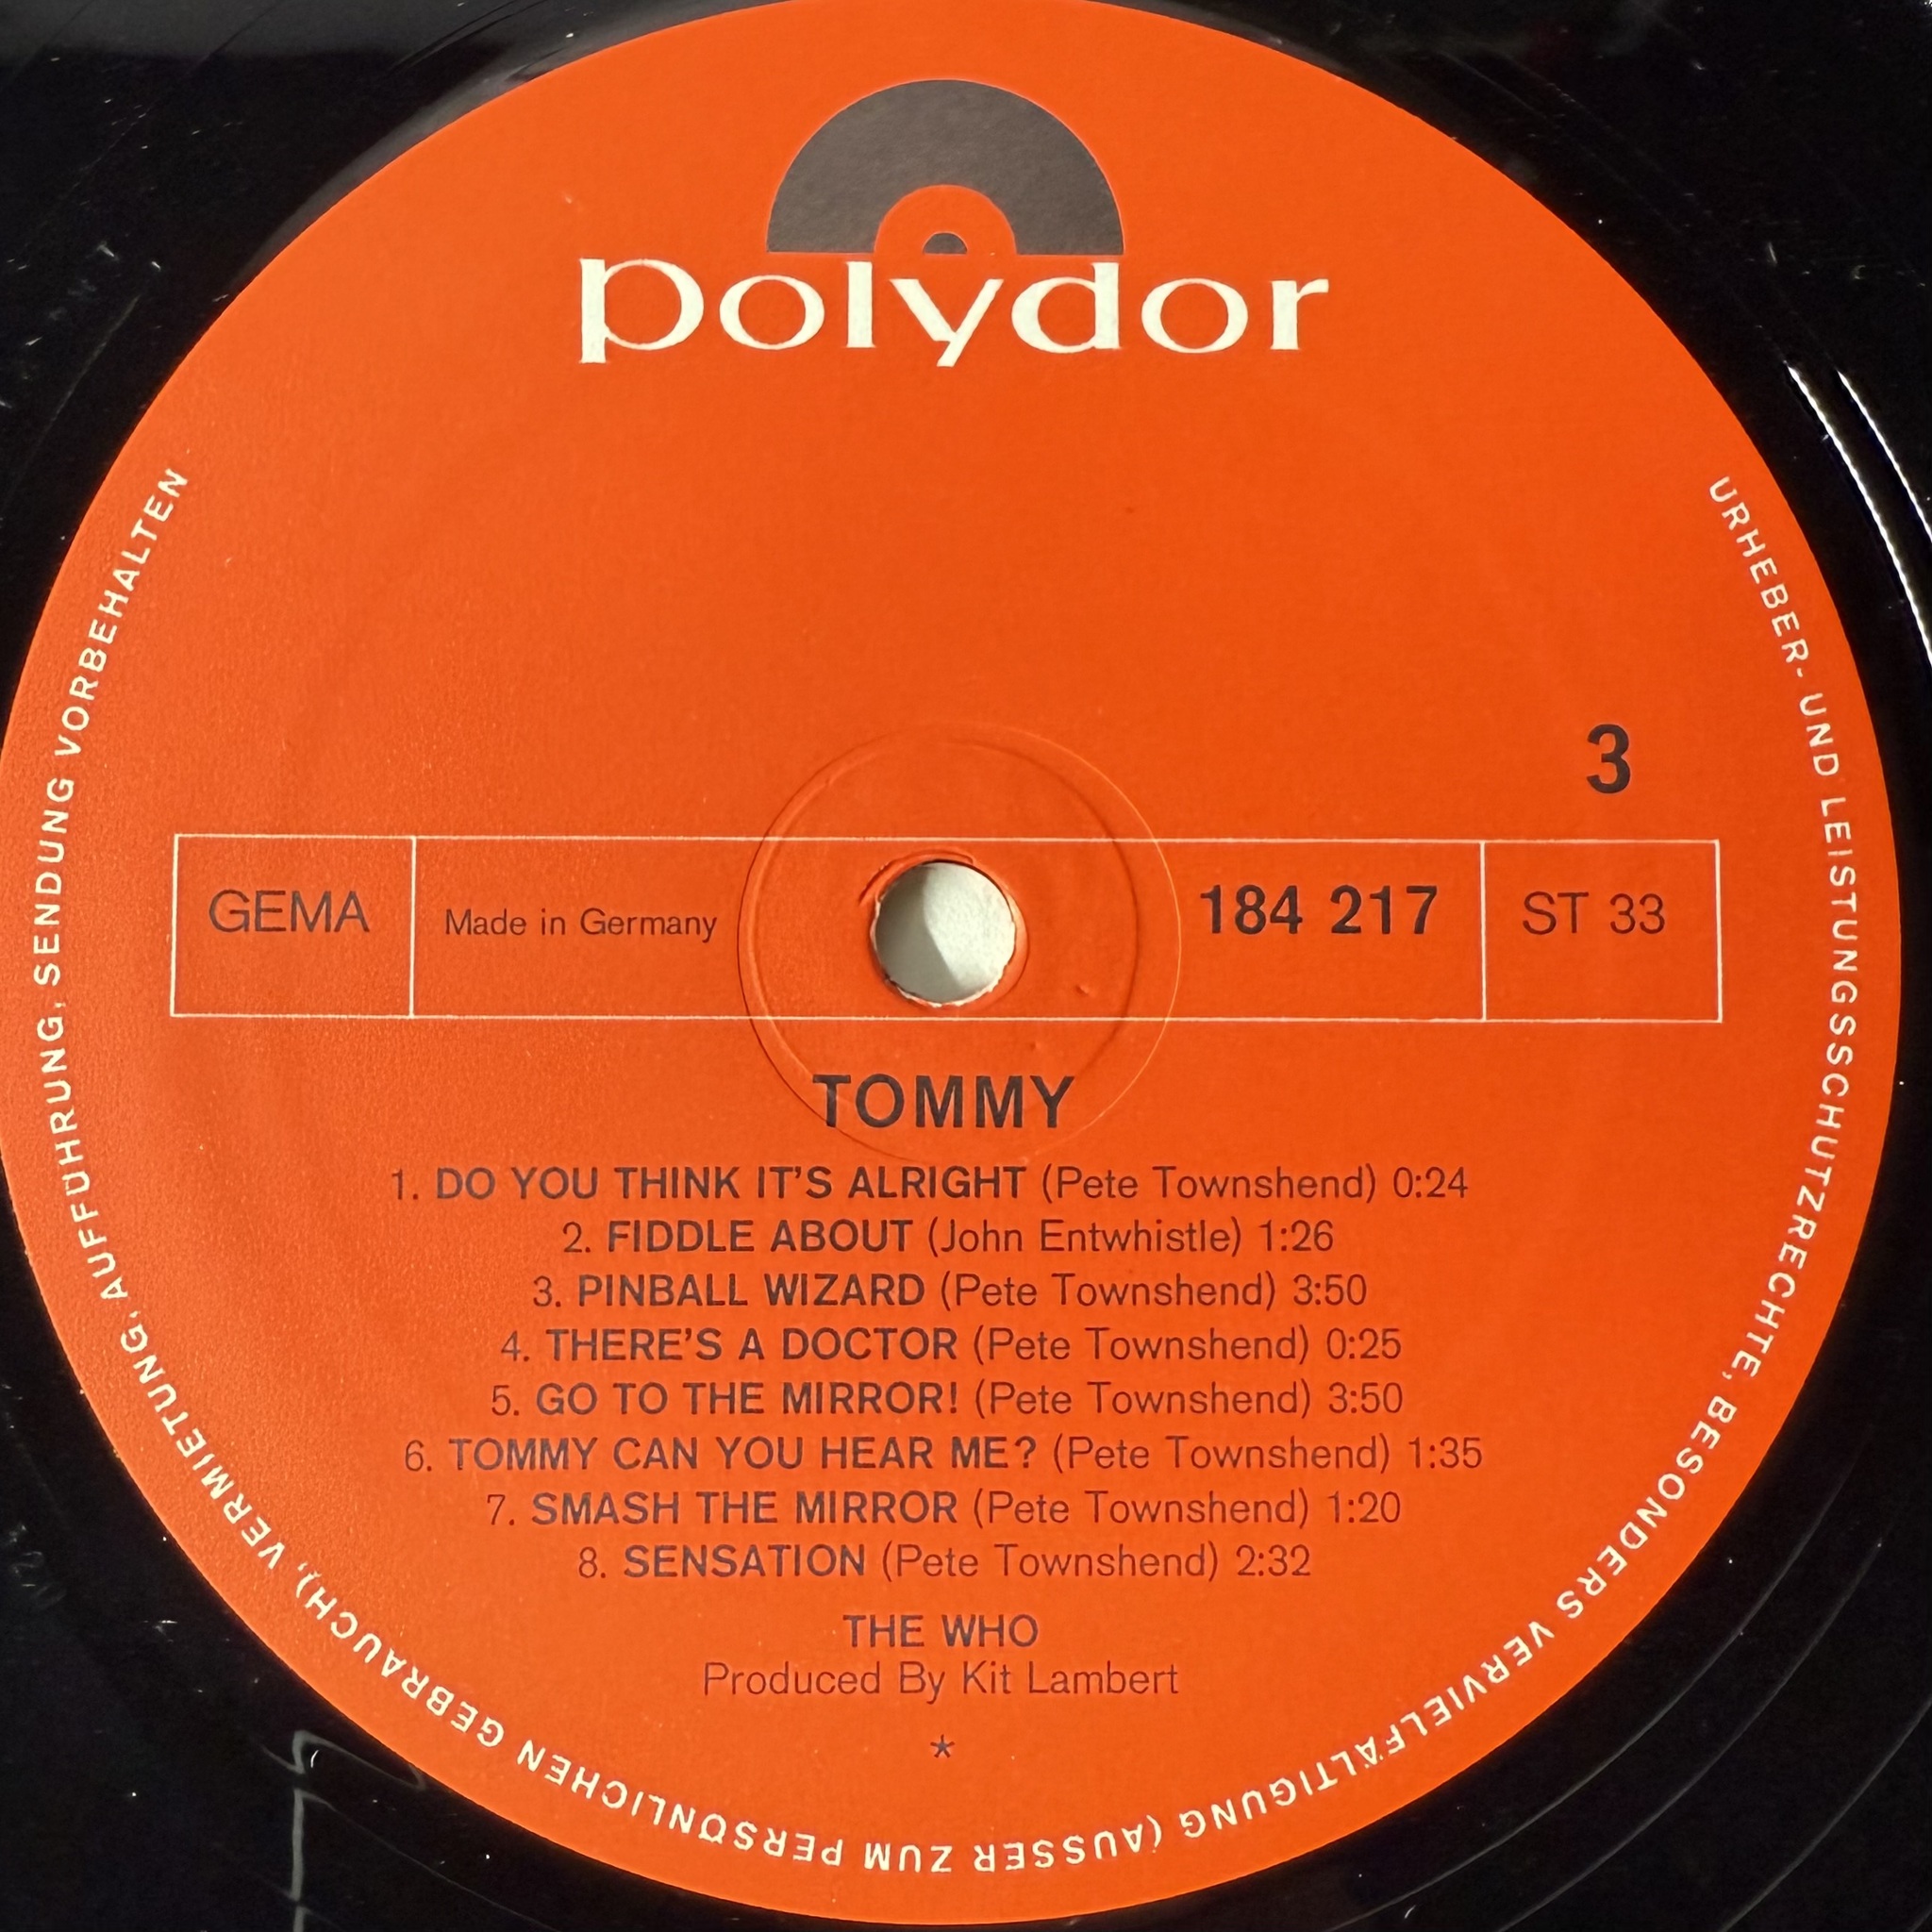 polydor
3
GEMA
Made in Germany
184 217
ST 33
TOMMY
1. DO YOU THINK IT'S ALRIGHT (Pete Townshend) 0:24
2. FIDDLE ABOUT (John Entwhistle) 1:26
3. PINBALL WIZARD (Pete Townshend) 3:50
4. THERE'S A DOCTOR (Pete Townshend) 0:25
5. GO TO THE MIRROR! (Pete Townshend) 3:50
6. TOMMY CAN YOU HEAR ME? (Pete Townshend) 1:35
7. SMASH THE MIRROR (Pete Townshend) 1:20
8. SENSATION (Pete Townshend) 2:32
THE WHO
Produced By Kit Lambert
*
URHEBER- UND LEISTUNGSSCHUTZRECHTE, BESONDERS VERVIELFÄLTIGUNG (AUSSER ZUM PERSÖNLICHEN GEBRAUCH), VERMIETUNG, AUFFÜHRUNG, SENDUNG VORBEHALTEN